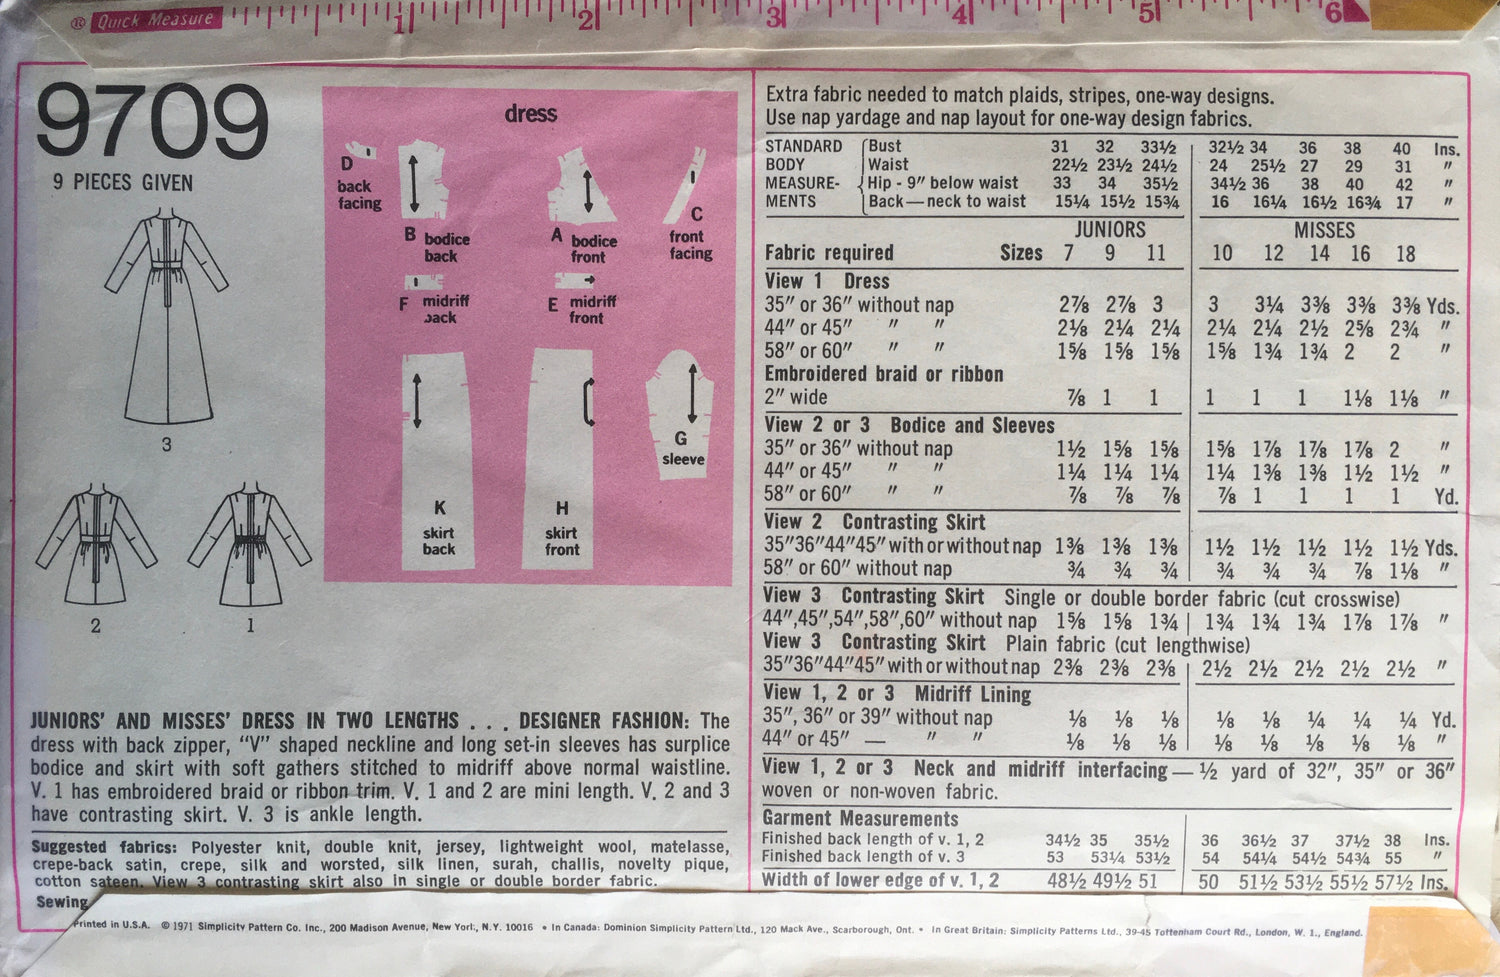 ® Quick Measure
1 2 3 4 5 6
9709
9 PIECES GIVEN
3
2
1
dress
D
back
facing
B bodice
back
A bodice
front
C
front
facing
F midriff
E midriff
front
K
skirt
back
H
skirt
front
G
sleeve
JUNIORS' AND MISSES' DRESS IN TWO LENGTHS . . . DESIGNER FASHION: The
dress with back zipper, "V" shaped neckline and long set-in sleeves has surplice
bodice and skirt with soft gathers stitched to midriff above normal waistline.
V. 1 has embroidered braid or ribbon trim. V. 1 and 2 are mini length. V. 2 and 3
have contrasting skirt. V. 3 is ankle length.
Suggested fabrics: Polyester knit, double knit, jersey, lightweight wool, matelasse,
crepe-back satin, crepe, silk and worsted, silk linen, surah, challis, novelty pique,
cotton sateen. View 3 contrasting skirt also in single or double border fabric.
Sewing
Extra fabric needed to match plaids, stripes, one-way designs.
Use nap yardage and nap layout for one-way design fabrics.
STANDARD Bust 31 32 33½ 32½ 34 36 38 40 Ins.
BODY Waist 22½ 23½ 24½ 24 25½ 27 29 31 "
MEASURE- Hip - 9" below waist 33 34 35½ 34½ 36 38 40 42 "
MENTS Back—neck to waist 15¼ 15½ 15¾ 16 16¼ 16½ 16¾ 17 "
JUNIORS MISSES
Fabric required Sizes 7 9 11 10 12 14 16 18
View 1 Dress
35" or 36" without nap 2⅞ 2⅞ 3 3 3¼ 3⅜ 3⅜ 3⅜ Yds.
44" or 45" " " 2⅛ 2¼ 2¼ 2¼ 2¼ 2½ 2⅝ 2¾ "
58" or 60" " " 1⅝ 1⅝ 1⅝ 1⅝ 1¾ 1¾ 2 2 "
Embroidered braid or ribbon
2" wide ⅞ 1 1 1 1 1 1⅛ 1⅛ "
View 2 or 3 Bodice and Sleeves
35" or 36" without nap 1½ 1⅝ 1⅝ 1⅝ 1⅞ 1⅞ 1⅞ 2 "
44" or 45" " " 1¼ 1¼ 1¼ 1¼ 1⅜ 1⅜ 1½ 1½ "
58" or 60" " " ⅞ ⅞ ⅞ ⅞ 1 1 1 1 Yd.
View 2 Contrasting Skirt
35"36"44"45" with or without nap 1⅜ 1⅜ 1⅜ 1½ 1½ 1½ 1½ 1½ Yds.
58" or 60" without nap ¾ ¾ ¾ ¾ ¾ ¾ ⅞ 1⅛ "
View 3 Contrasting Skirt Single or double border fabric (cut crosswise)
44",45",54",58",60" without nap 1⅝ 1⅝ 1¾ 1¾ 1¾ 1¾ 1⅞ 1⅞ "
View 3 Contrasting Skirt Plain fabric (cut lengthwise)
35"36"44"45" with or without nap 2⅜ 2⅜ 2⅜ 2½ 2½ 2½ 2½ 2½ "
View 1, 2 or 3 Midriff Lining
35", 36" or 39" without nap ⅛ ⅛ ⅛ ⅛ ⅛ ¼ ¼ ¼ Yd.
44" or 45" — " " ⅛ ⅛ ⅛ ⅛ ⅛ ⅛ ⅛ ⅛ "
View 1, 2 or 3 Neck and midriff interfacing — ½ yard of 32", 35" or 36"
woven or non-woven fabric.
Garment Measurements
Finished back length of v. 1, 2 34½ 35 35½ 36 36½ 37 37½ 38 Ins.
Finished back length of v. 3 53 53¼ 53½ 54 54¼ 54½ 54¾ 55 "
Width of lower edge of v. 1, 2 48½ 49½ 51 50 51½ 53½ 55½ 57½ Ins.
Printed in U.S.A. © 1971 Simplicity Pattern Co. Inc., 200 Madison Avenue, New York, N.Y. 10016 • In Canada: Dominion Simplicity Pattern Ltd., 120 Mack Ave., Scarborough, Ont. • In Great Britain: Simplicity Patterns Ltd., 39-45 Tottenham Court Rd., London, W. 1., England.